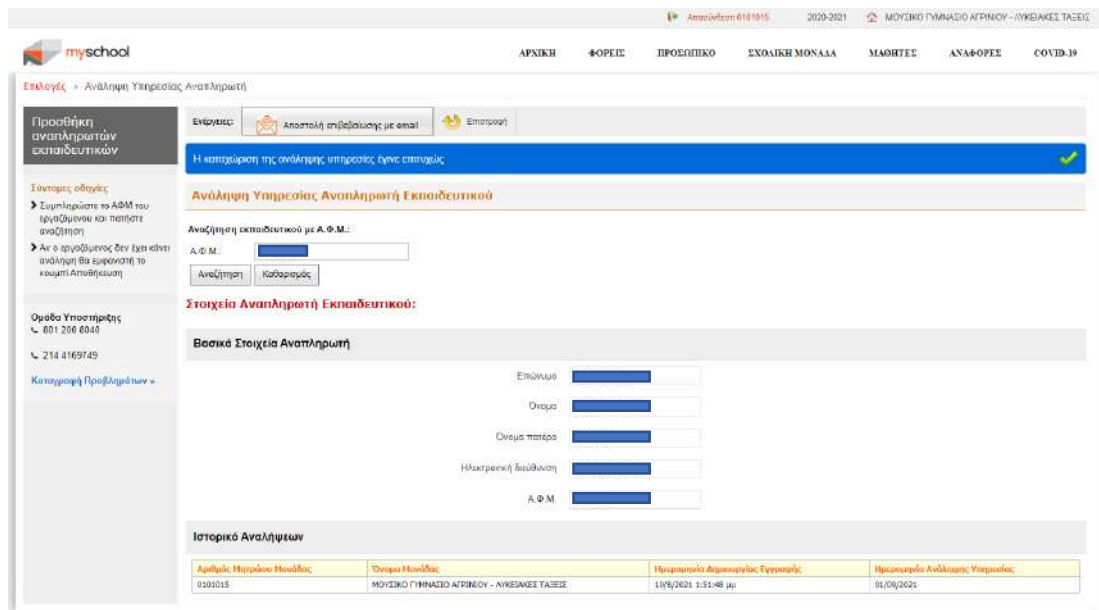 Αποσύνδεση 0101015 2020-2021 ΜΟΥΣΙΚΟ ΓΥΜΝΑΣΙΟ ΑΓΡΙΝΙΟΥ - ΛΥΚΕΙΑΚΕΣ ΤΑΞΕΙΣ
myschool ΑΡΧΙΚΗ ΦΟΡΕΙΣ ΠΡΟΣΩΠΙΚΟ ΣΧΟΛΙΚΗ ΜΟΝΑΔΑ ΜΑΘΗΤΕΣ ΑΝΑΦΟΡΕΣ COVID-19
Επιλογές » Ανάληψη Υπηρεσίας Αναπληρωτή
Προσθήκη
αναπληρωτών
εκπαιδευτικών
Σύντομες οδηγίες
Συμπληρώστε το ΑΦΜ του
εργαζόμενου και πατήστε
αναζήτηση
Αν ο εργαζόμενος δεν έχει κάνει
ανάληψη θα εμφανιστή το
κουμπί Αποθήκευση
Ομάδα Υποστήριξης
801 200 8040
214 4169749
Καταγραφή Προβλημάτων »
Ενέργειες: Αποστολή επιβεβαίωσης με email Επιστροφή
Η καταχώριση της ανάληψης υπηρεσίας έγινε επιτυχώς
Ανάληψη Υπηρεσίας Αναπληρωτή Εκπαιδευτικού
Αναζήτηση εκπαιδευτικού με Α.Φ.Μ.:
Α.Φ.Μ.:
Αναζήτηση Καθαρισμός
Στοιχεία Αναπληρωτή Εκπαιδευτικού:
Βασικά Στοιχεία Αναπληρωτή
Επώνυμο
Όνομα
Όνομα πατέρα
Ηλεκτρονική διεύθυνση
Α.Φ.Μ.
Ιστορικό Αναλήψεων
Αριθμός Μητρώου Μονάδας Όνομα Μονάδας Ημερομηνία Δημιουργίας Εγγραφής Ημερομηνία Ανάληψης Υπηρεσίας
0101015 ΜΟΥΣΙΚΟ ΓΥΜΝΑΣΙΟ ΑΓΡΙΝΙΟΥ - ΛΥΚΕΙΑΚΕΣ ΤΑΞΕΙΣ 19/8/2021 1:51:48 μμ 01/09/2021